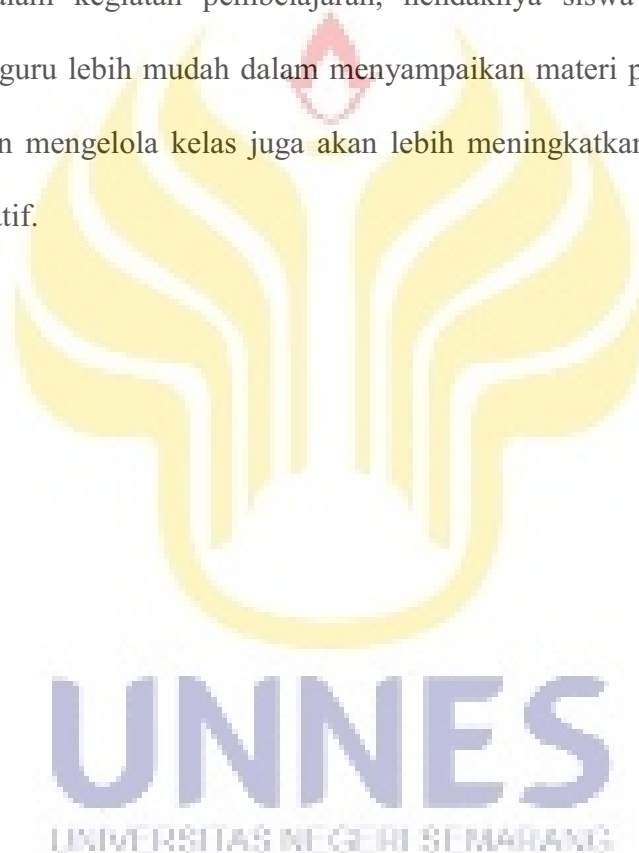 alam kegiatan pembelajaran, hendaknya siswa
guru lebih mudah dalam menyampaikan materi p
n mengelola kelas juga akan lebih meningkatkan
atif.
UNNES
UNIVERSITAS NEGERI SEMARANG